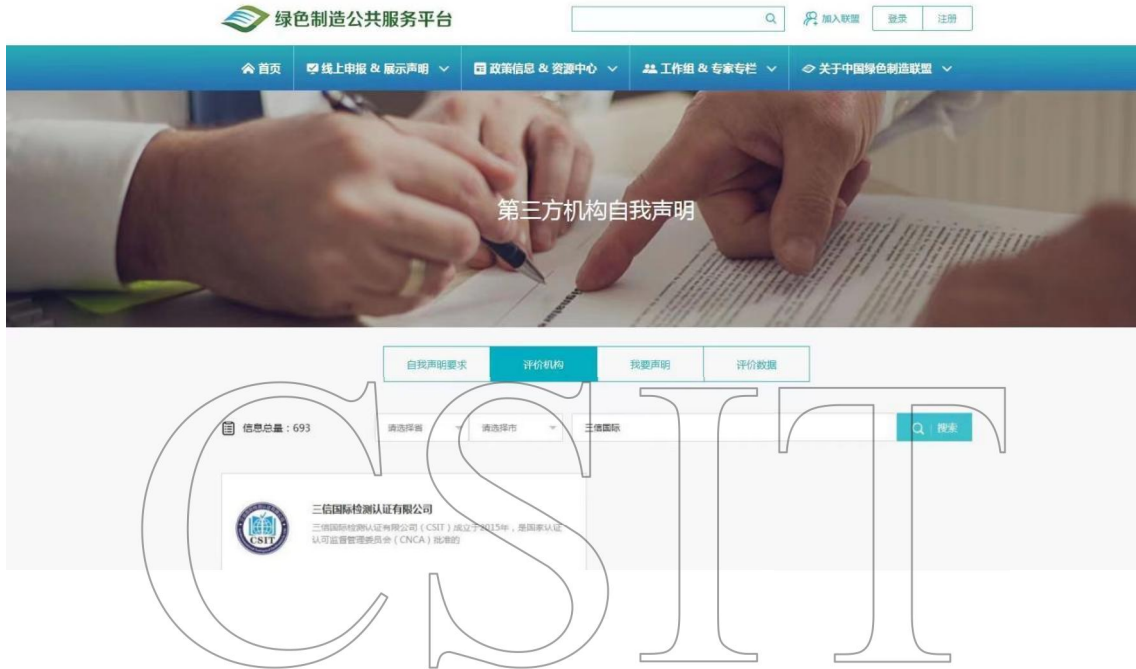 绿色制造公共服务平台
加入联盟
登录
注册
首页
线上申报 & 展示声明
政策信息 & 资源中心
工作组 & 专家专栏
关于中国绿色制造联盟
第三方机构自我声明
自我声明要求
评价机构
我要声明
评价数据
信息总量:693
请选择省
请选择市
三信国际
搜索
三信国际检测认证有限公司
三信国际检测认证有限公司(CSIT)成立于2015年,是国家认证
认可监督管理委员会(CNCA)批准的
CSIT
CSIT